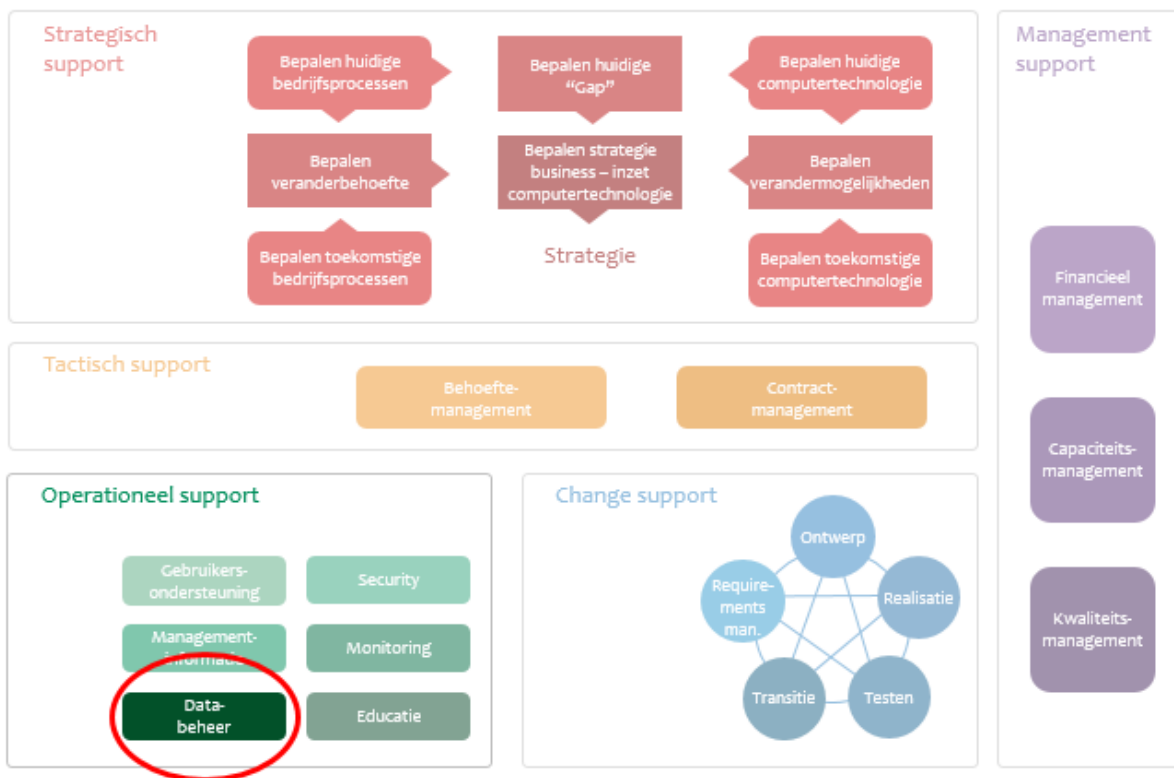 Strategisch
support
Bepalen huidige
bedrijfsprocessen
Bepalen huidige
“Gap”
Bepalen huidige
computertechnologie
Bepalen
veranderbehoefte
Bepalen strategie
business – inzet
computertechnologie
Bepalen
verandermogelijkheden
Bepalen toekomstige
bedrijfsprocessen
Strategie
Bepalen toekomstige
computertechnologie
Management
support
Financieel
management
Capaciteits-
management
Kwaliteits-
management
Tactisch support
Behoefte-
management
Contract-
management
Operationeel support
Gebruikers-
ondersteuning
Security
Management-
informatie
Monitoring
Data-
beheer
Educatie
Change support
Ontwerp
Require-
ments
man.
Realisatie
Transitie
Testen